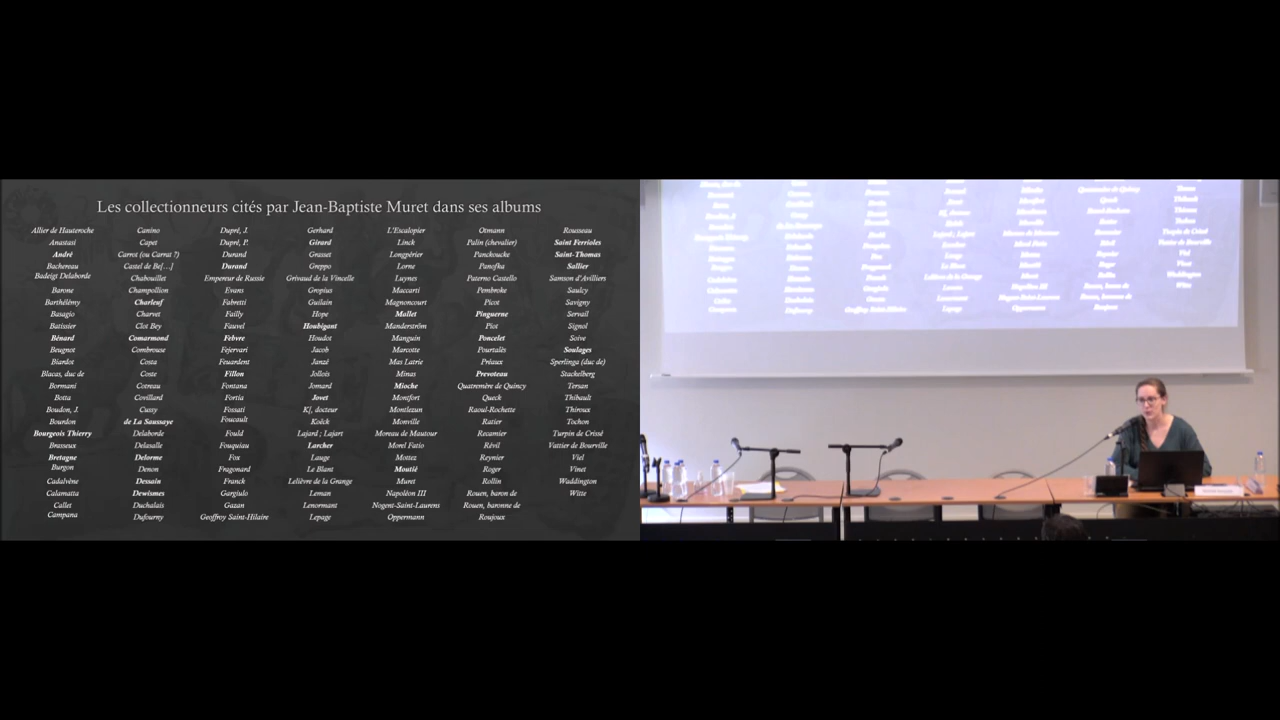 Les collectionneurs cités par Jean-Baptiste Muret dans ses albums
Allier de Hauteroche
Anastasi
André
Bachereau
Badeigt Delaborde
Barone
Barthélémy
Basagio
Batissier
Bénard
Beugnot
Biardot
Blacas, duc de
Bormani
Botta
Boudon, J.
Bourdon
Bourgeois Thierry
Brasseux
Bretagne
Burgon
Cadalvène
Calamatta
Callet
Campana
Canino
Capet
Carrot (ou Carrat ?)
Castel de Be[…]
Chabouillet
Champollion
Charleuf
Charvet
Clot Bey
Comarmond
Combrouse
Costa
Coste
Cotreau
Covillard
Cussy
de La Saussaye
Delaborde
Delasalle
Delorme
Denon
Dessain
Dewismes
Duchalais
Dufourny
Dupré, J.
Dupré, P.
Durand
Durand
Empereur de Russie
Evans
Fabretti
Failly
Fauvel
Febvre
Fejervari
Feuardent
Fillon
Fontana
Fortia
Fossati
Foucault
Fould
Fouquiau
Fox
Fragonard
Franck
Gargiulo
Gazan
Geoffroy Saint-Hilaire
Gerhard
Girard
Grasset
Greppo
Grivaud de la Vincelle
Gropius
Guilain
Hope
Houbigant
Houdot
Jacob
Janzé
Jollois
Jomard
Jovet
K[, docteur
Koëck
Lajard ; Lajart
Larcher
Lauge
Le Blant
Lelièvre de la Grange
Leman
Lenormant
Lepage
L'Escalopier
Linck
Longpérier
Lorne
Luynes
Maccarti
Magnoncourt
Mallet
Manderström
Manguin
Marcotte
Mas Latrie
Minas
Mioche
Montfort
Montlezun
Monville
Moreau de Mautour
Morel Fatio
Mottez
Moutié
Muret
Napoléon III
Nogent-Saint-Laurens
Oppermann
Otmann
Palin (chevalier)
Panckoucke
Panofka
Paterno Castello
Pembroke
Picot
Pinguerne
Piot
Poncelet
Pourtalès
Préaux
Prevoteau
Quatremère de Quincy
Queck
Raoul-Rochette
Ratier
Recamier
Révil
Reynier
Roger
Rollin
Rouen, baron de
Rouen, baronne de
Roujoux
Rousseau
Saint Ferrioles
Saint-Thomas
Sallier
Samson d'Avilliers
Saulcy
Savigny
Servail
Signol
Soive
Soulages
Sperlinga (duc de)
Stackelberg
Tersan
Thibault
Thiroux
Tochon
Turpin de Crissé
Vattier de Bourville
Viel
Vinet
Waddington
Witte